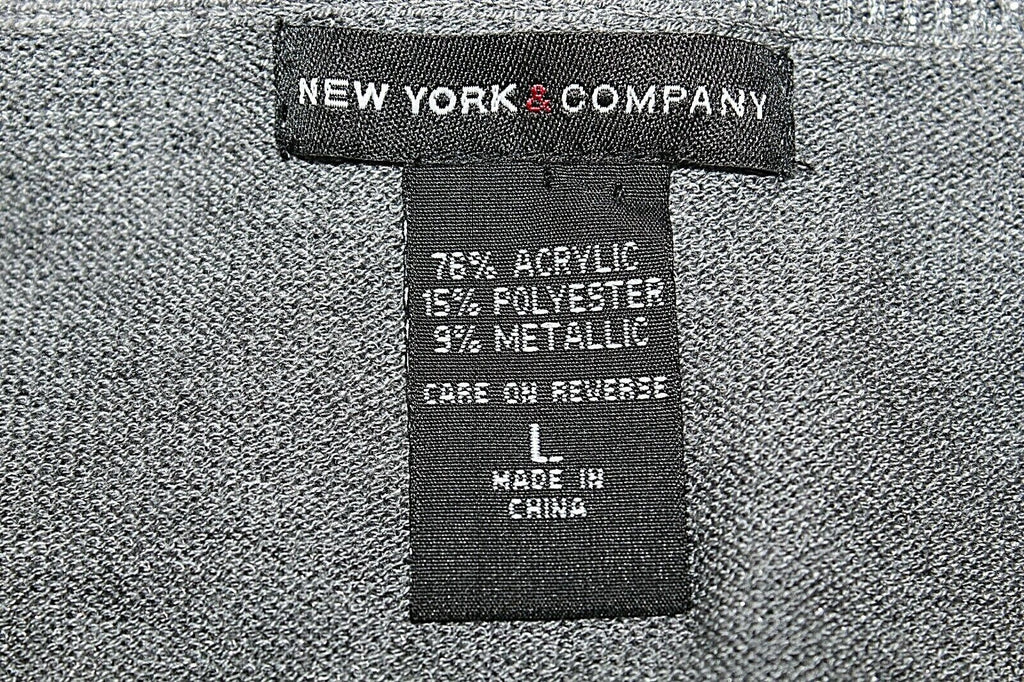 NEW YORK & COMPANY
76% ACRYLIC
15% POLYESTER
9% METALLIC
CARE ON REVERSE
L
MADE IN
CHINA